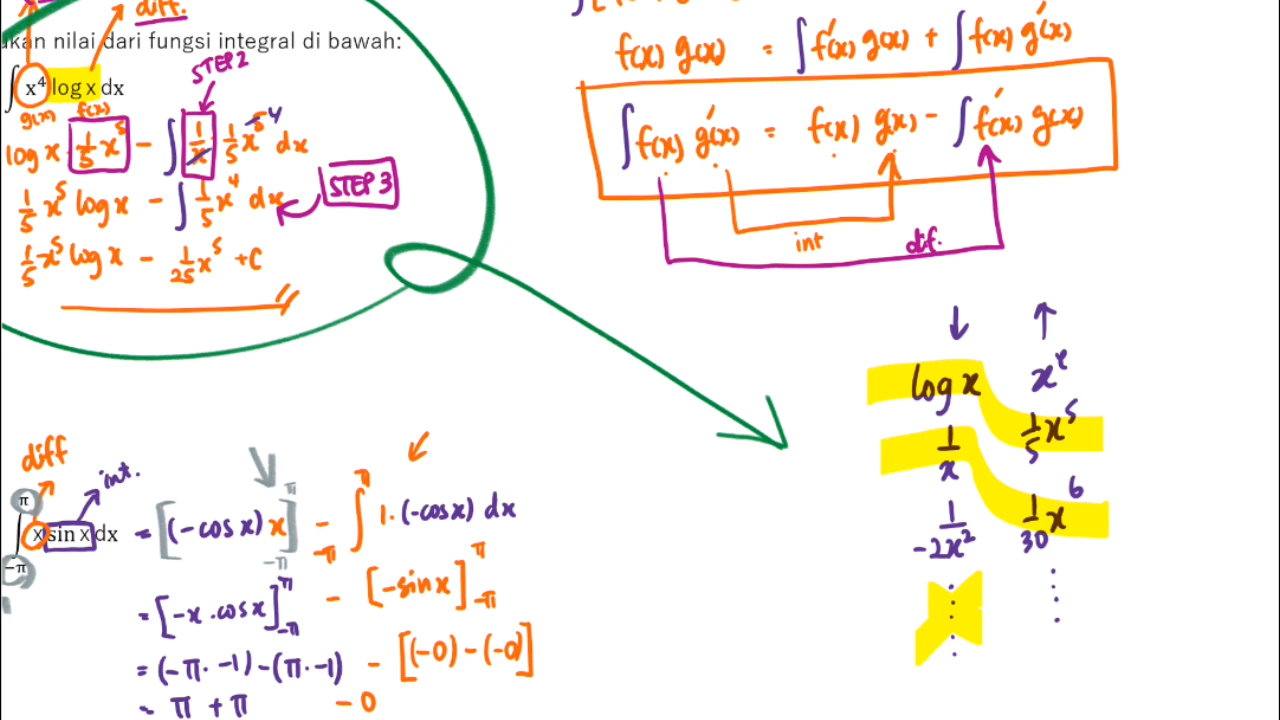 diff.
kan nilai dari fungsi integral di bawah:
STEP 2
∫ x⁴ log x dx
g(x) f(x)
log x 1/5 x⁵ − ∫ 1/x 1/5 x⁵ ⁴ dx
1/5 x⁵ log x − ∫ 1/5 x⁴ dx
STEP 3
1/5 x⁵ log x − 1/25 x⁵ + C
f(x) g(x) = ∫ f'(x) g(x) + ∫ f(x) g'(x)
∫ f(x) g'(x) = f(x) g(x) − ∫ f'(x) g(x)
int
dif.
↓ ↑
log x x⁴
1/x 1/5 x⁵
1/-2x² 1/30 x⁶
diff
int.
∫ π −π x sin x dx = [(-cos x) x] π −π − ∫ π −π 1. (-cos x) dx
= [-x . cos x] π −π − [-sin x] π −π
= (-π . -1) - (π . -1) − [(-0) - (-0)]
= π + π − 0